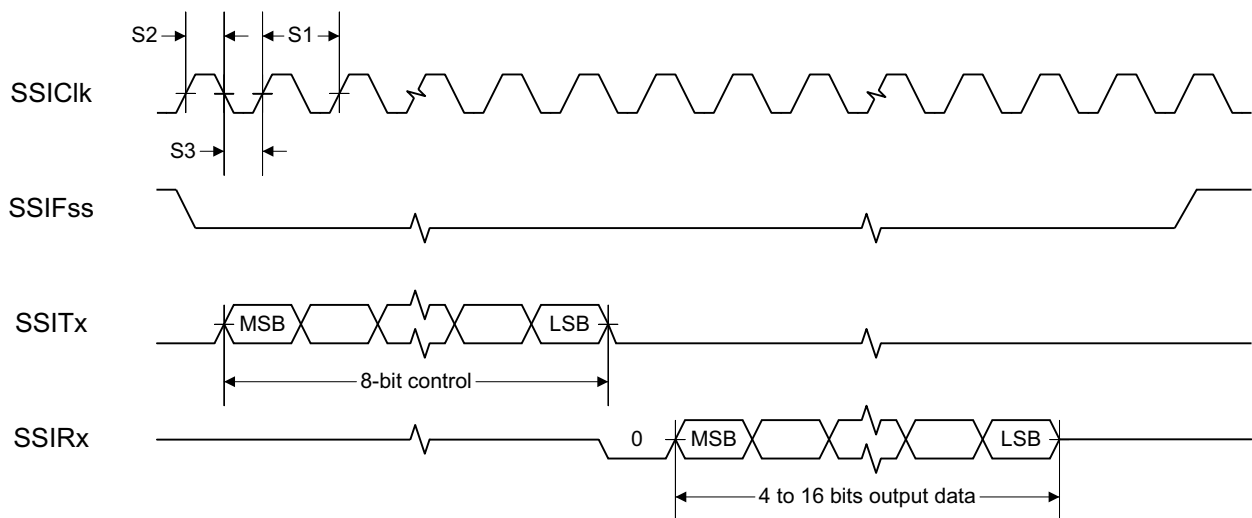 S2
S1
SSIClk
S3
SSIFss
SSITx
MSB
LSB
8-bit control
SSIRx
0
MSB
LSB
4 to 16 bits output data